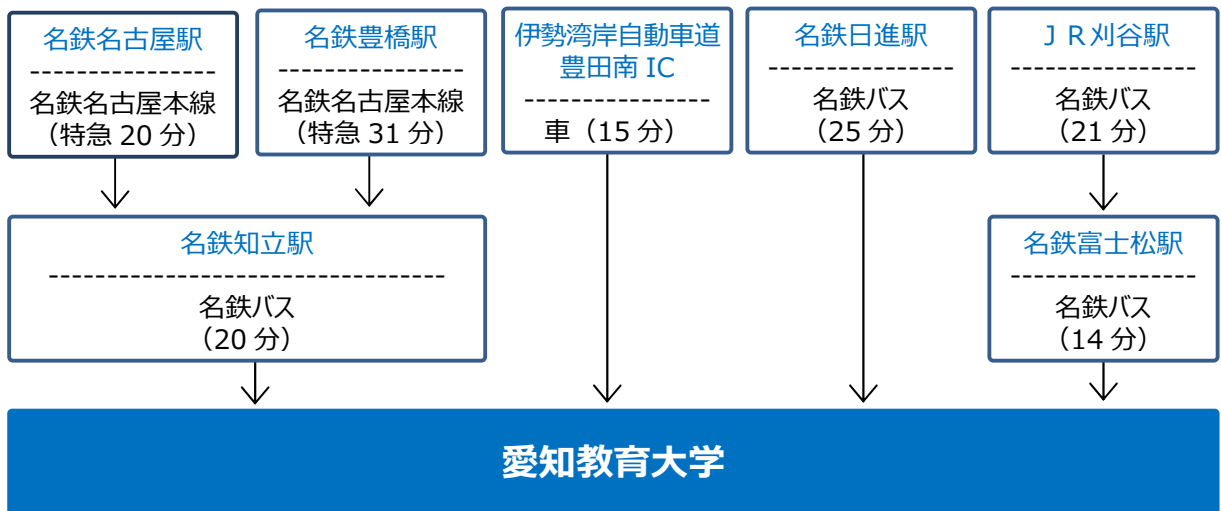 名鉄名古屋駅
-----------------
名鉄名古屋本線
（特急 20 分）
名鉄豊橋駅
-----------------
名鉄名古屋本線
（特急 31 分）
伊勢湾岸自動車道
豊田南 IC
-----------------
車（15 分）
名鉄日進駅
-----------------
名鉄バス
（25 分）
ＪＲ刈谷駅
-----------------
名鉄バス
（21 分）
名鉄知立駅
------------------------------------
名鉄バス
（20 分）
名鉄富士松駅
-----------------
名鉄バス
（14 分）
愛知教育大学